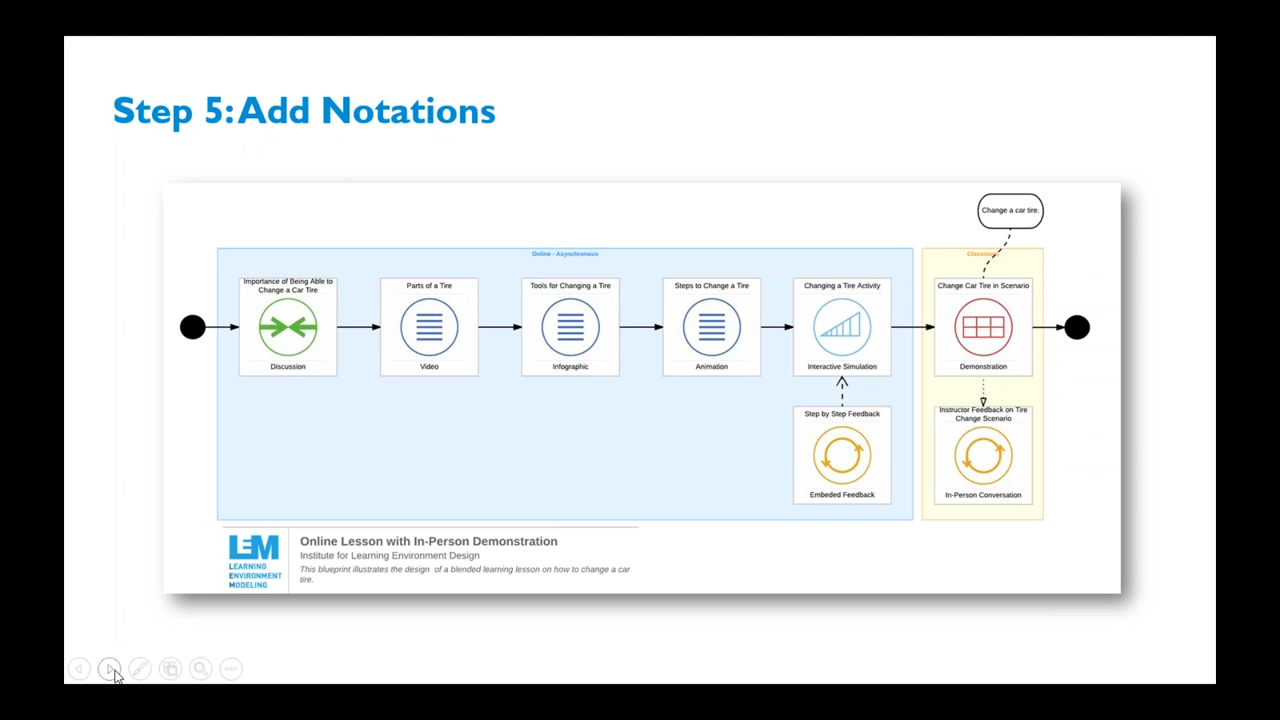 Step 5: Add Notations
Change a car tire.
Online - Asynchronous
Importance of Being Able to
Change a Car Tire
Discussion
Parts of a Tire
Video
Tools for Changing a Tire
Infographic
Steps to Change a Tire
Animation
Changing a Tire Activity
Interactive Simulation
Step by Step Feedback
Embeded Feedback
Classroom
Change Car Tire in Scenario
Demonstration
Instructor Feedback on Tire
Change Scenario
In-Person Conversation
LEM
LEARNING
ENVIRONMENT
MODELING
Online Lesson with In-Person Demonstration
Institute for Learning Environment Design
This blueprint illustrates the design of a blended learning lesson on how to change a car
tire.